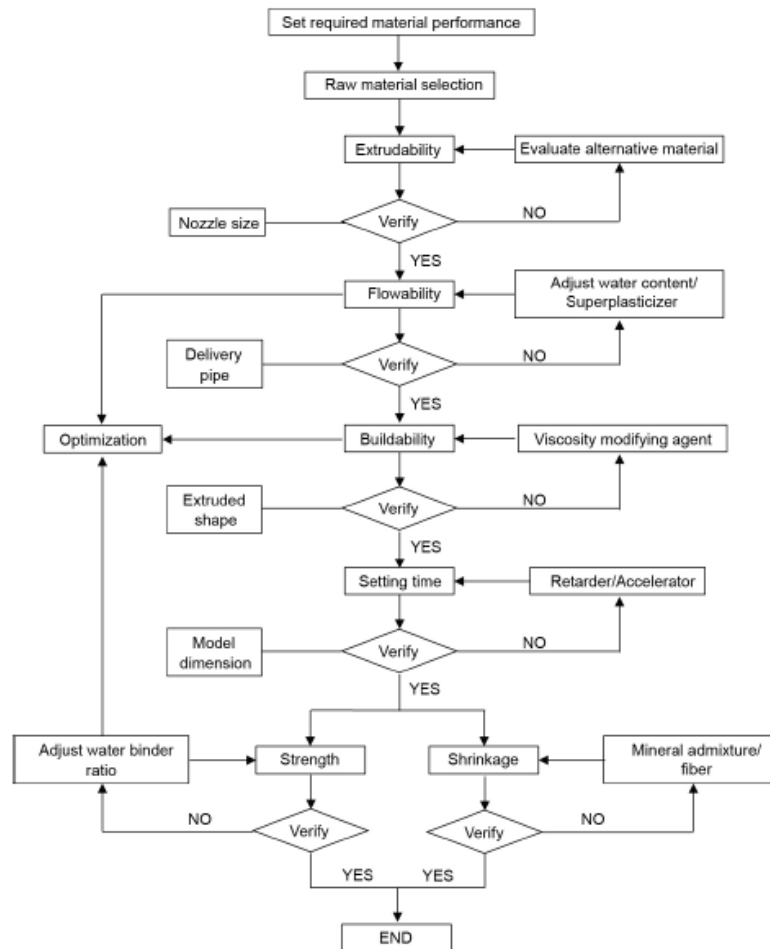 Set required material performance
Raw material selection
Extrudability
Evaluate alternative material
Nozzle size
Verify
NO
YES
Flowability
Adjust water content/
Superplasticizer
Delivery
pipe
Verify
NO
YES
Optimization
Buildability
Viscosity modifying agent
Extruded
shape
Verify
NO
YES
Setting time
Retarder/Accelerator
Model
dimension
Verify
NO
YES
Adjust water binder
ratio
Strength
Shrinkage
Mineral admixture/
fiber
NO
Verify
Verify
NO
YES
YES
END